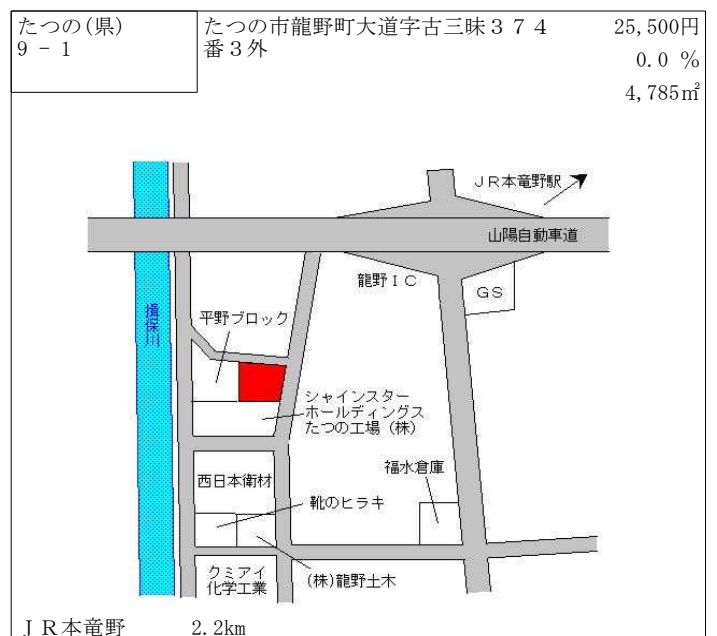 たつの(県)
9 - 1
たつの市龍野町大道字古三昧３７４
番３外
25,500円
0.0 %
4,785㎡
ＪＲ本竜野駅
山陽自動車道
龍野ＩＣ
ＧＳ
揖保川
平野ブロック
シャインスター
ホールディングス
たつの工場（株）
西日本衛材
福水倉庫
靴のヒラキ
(株)龍野土木
クミアイ
化学工業
ＪＲ本竜野 2.2km